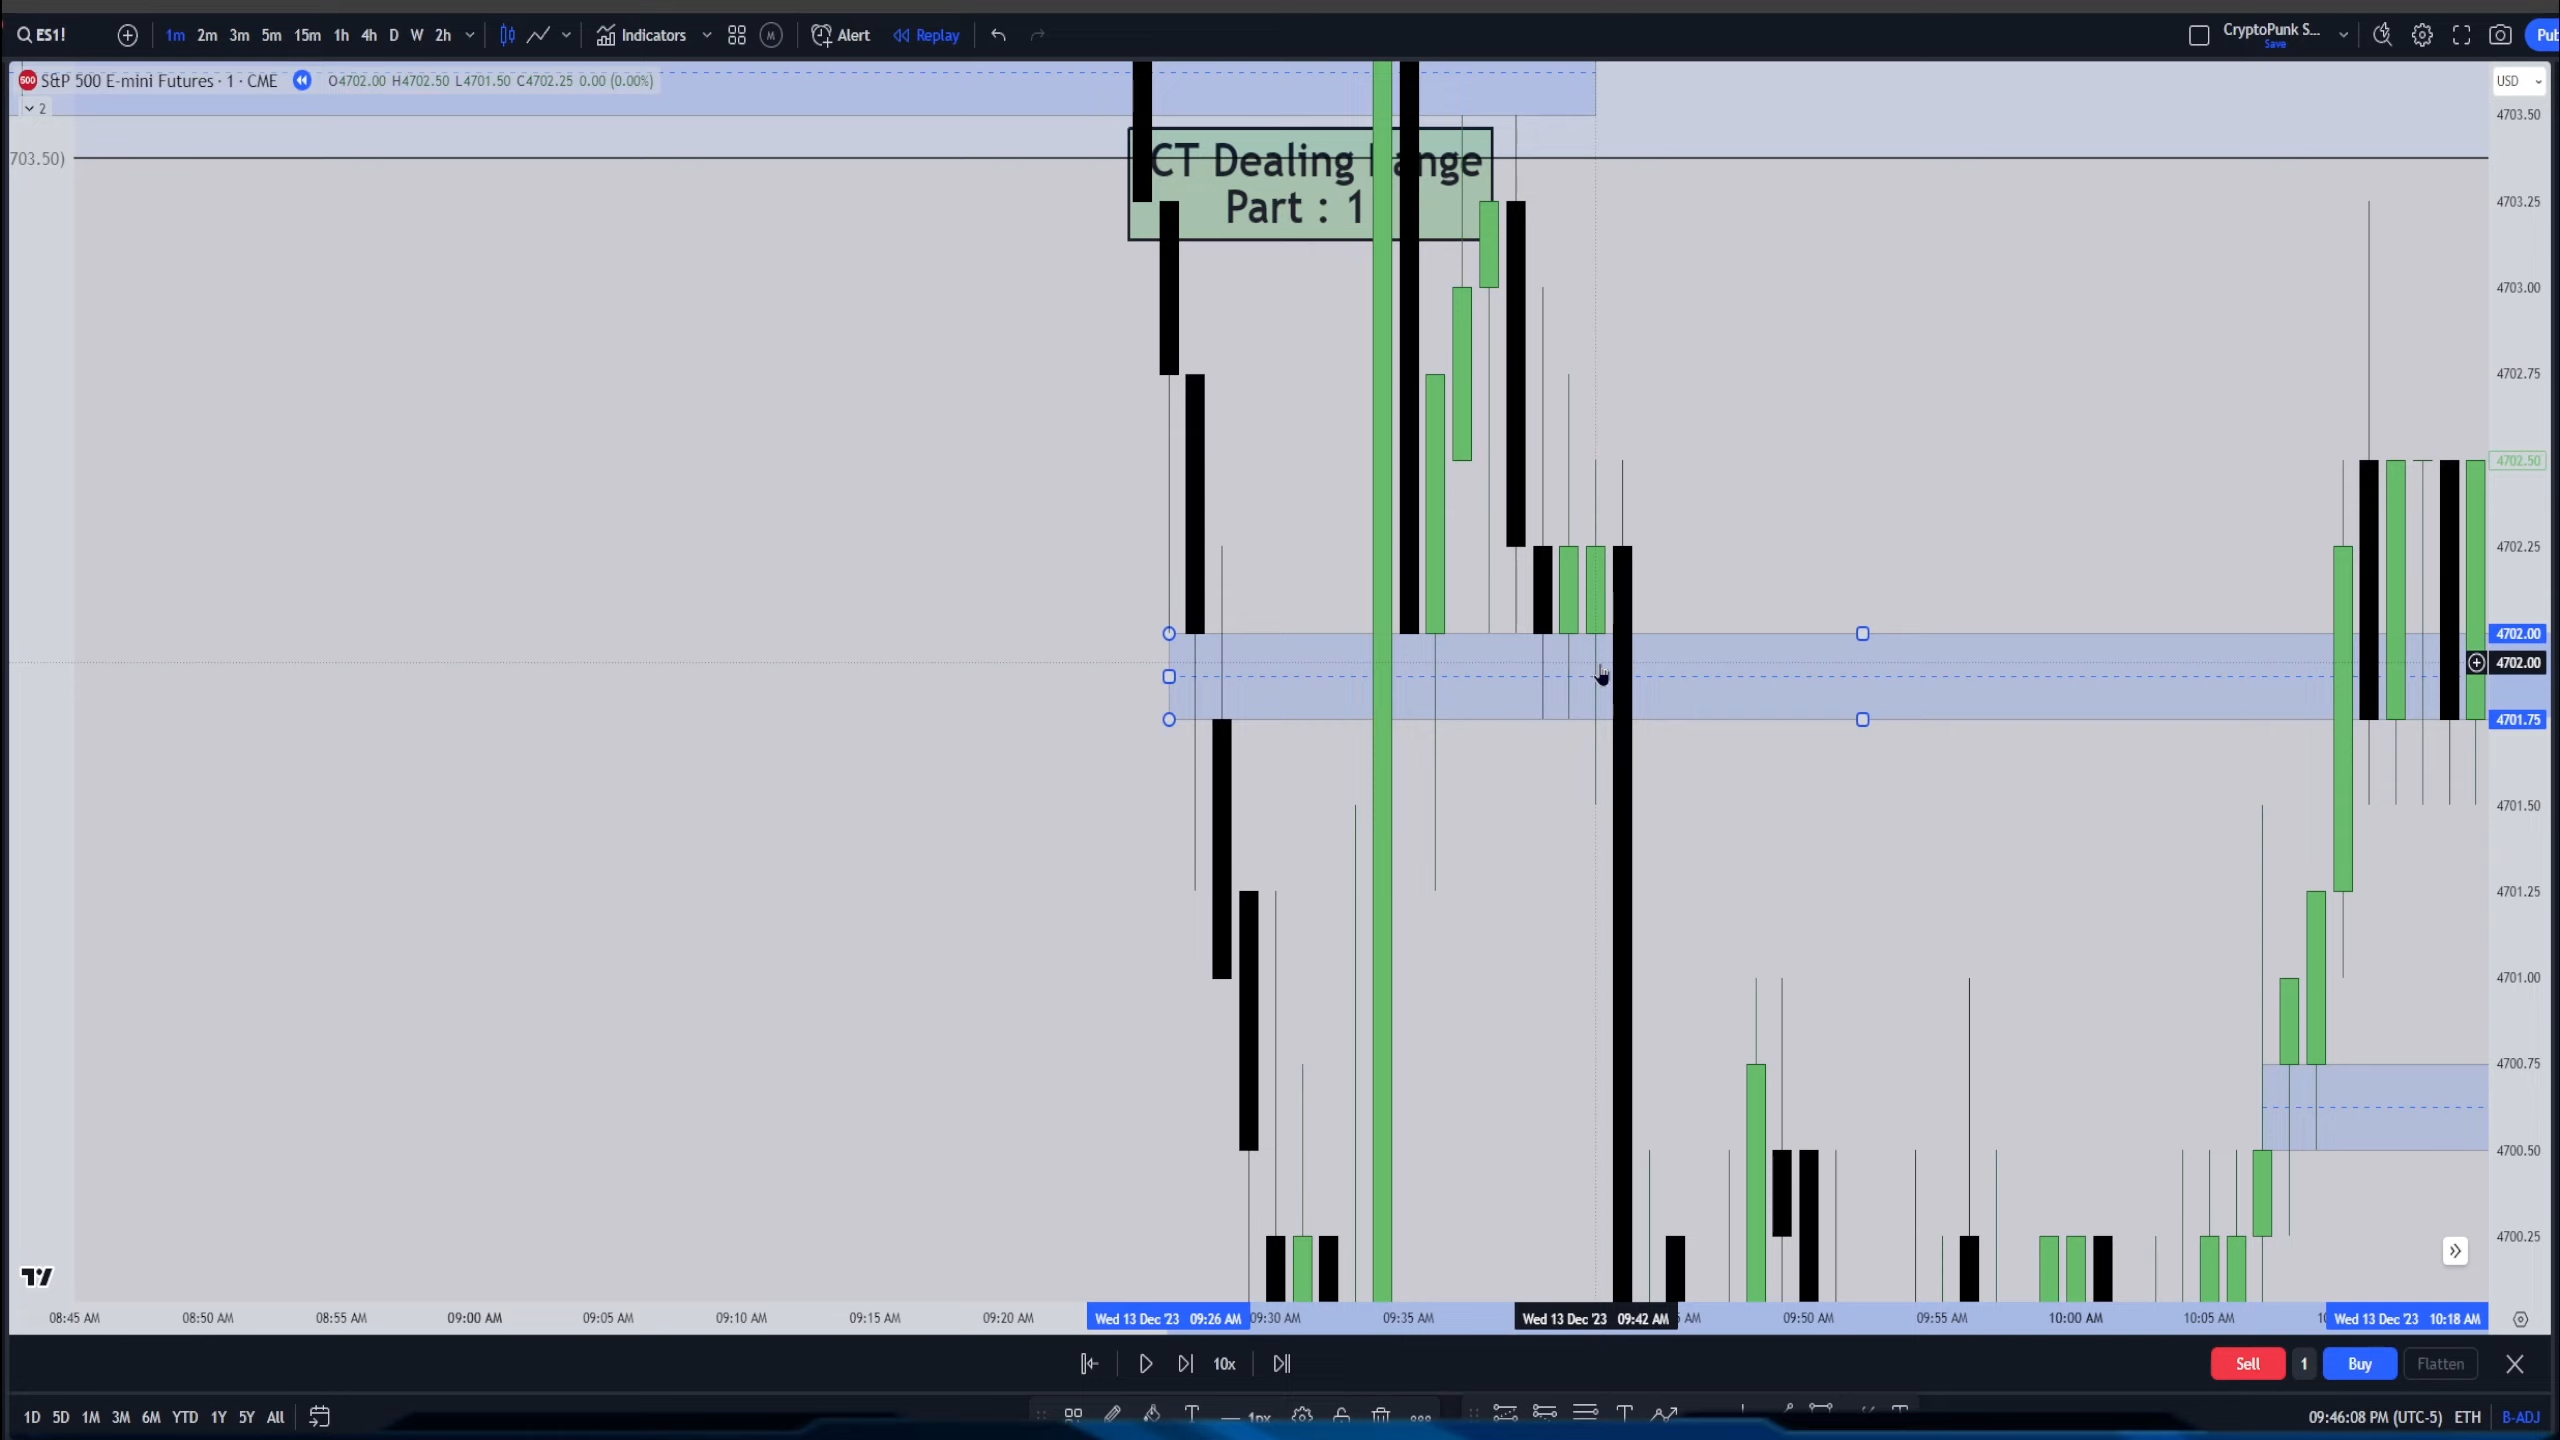 ES1!
1m 2m 3m 5m 15m 1h 4h D W 2h
Indicators
M
Alert
Replay
CryptoPunk S...
Save
Pub
500 S&P 500 E-mini Futures · 1 · CME
O4702.00 H4702.50 L4701.50 C4702.25 0.00 (0.00%)
2
USD
703.50)
CT Dealing
nge
Part : 1
4703.50
4703.25
4703.00
4702.75
4702.50
4702.25
4702.00
4702.00
4701.75
4701.50
4701.25
4701.00
4700.75
4700.50
4700.25
08:45 AM 08:50 AM 08:55 AM 09:00 AM 09:05 AM 09:10 AM 09:15 AM 09:20 AM Wed 13 Dec '23 09:26 AM 09:30 AM 09:35 AM Wed 13 Dec '23 09:42 AM 09:50 AM 09:55 AM 10:00 AM 10:05 AM Wed 13 Dec '23 10:18 AM
10x
Sell 1 Buy Flatten
1D 5D 1M 3M 6M YTD 1Y 5Y All
1px
09:46:08 PM (UTC-5) ETH B-ADJ